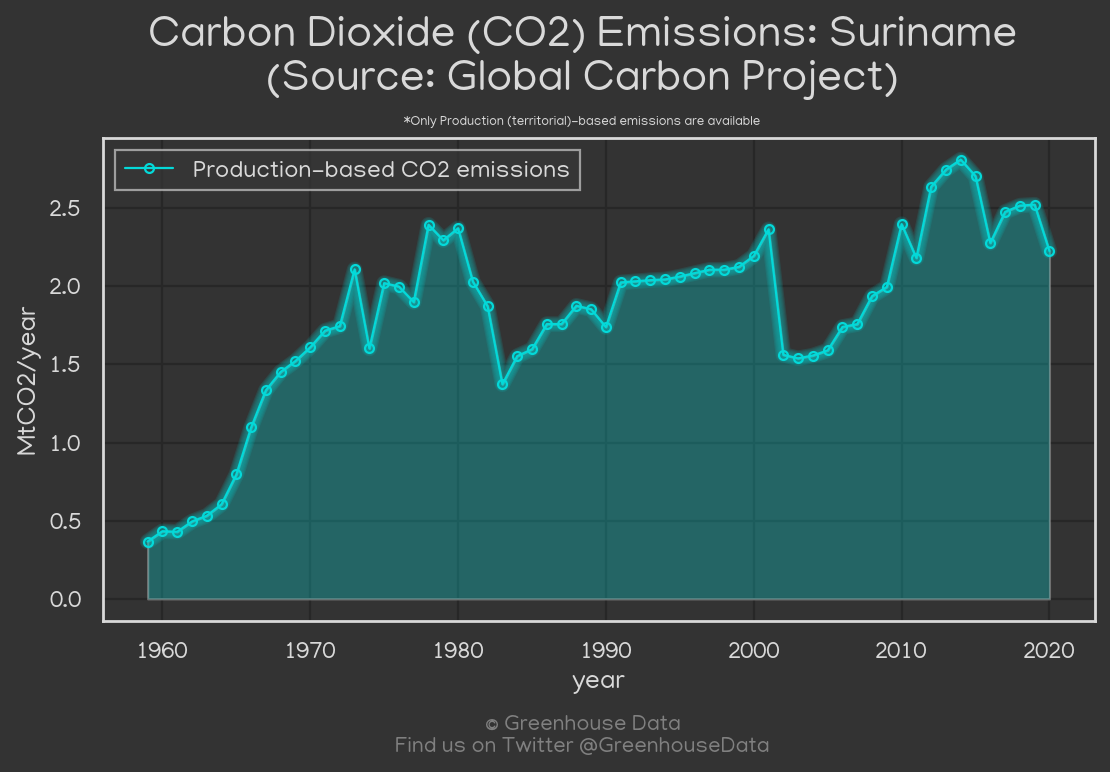 Carbon Dioxide (CO2) Emissions: Suriname
(Source: Global Carbon Project)
*Only Production (territorial)-based emissions are available
Production-based CO2 emissions
2.5
2.0
1.5
1.0
0.5
0.0
MtCO2/year
1960 1970 1980 1990 2000 2010 2020
year
© Greenhouse Data
Find us on Twitter @GreenhouseData